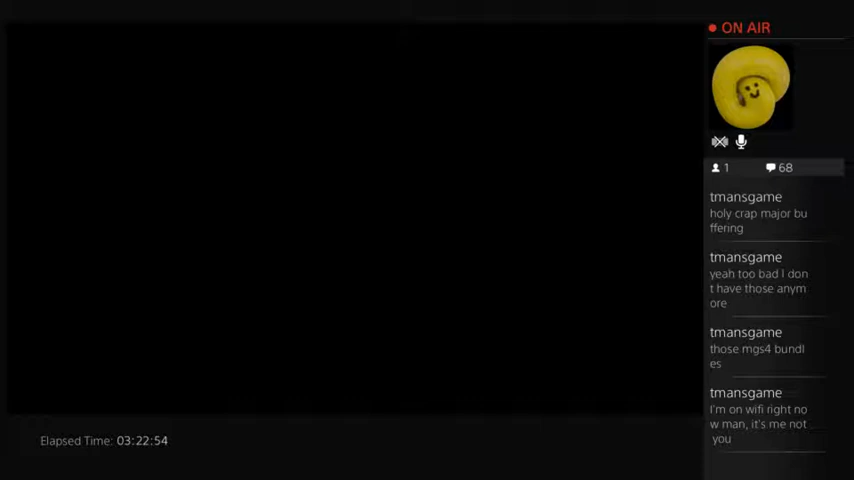 ON AIR
1 68
tmansgame
holy crap major bu
ffering
tmansgame
yeah too bad I don
t have those anym
ore
tmansgame
those mgs4 bundl
es
tmansgame
I'm on wifi right no
w man, it's me not
you
Elapsed Time: 03:22:54